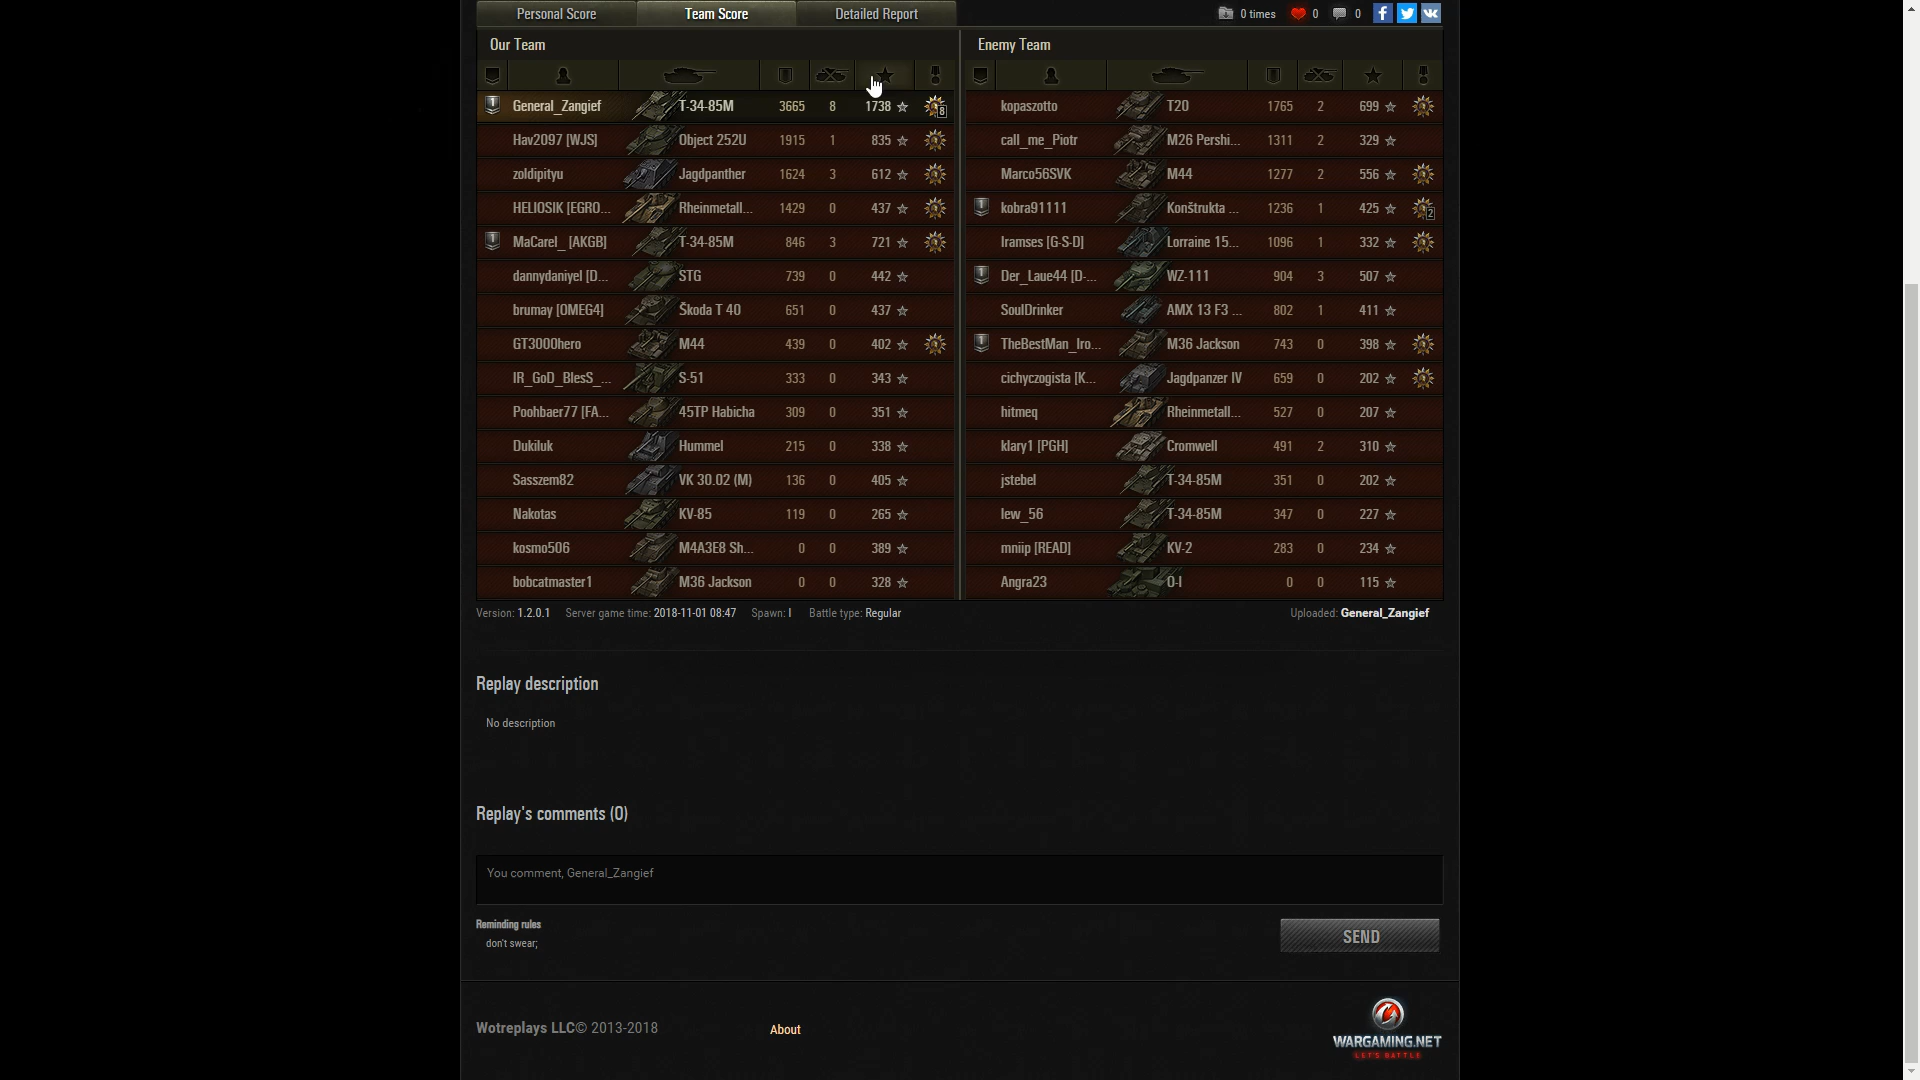 Personal Score Team Score Detailed Report 0 times 0 0
Our Team Enemy Team
General_Zangief T-34-85M 3665 8 1738 8 kopaszotto T20 1765 2 699
Hav2097 [WJS] Object 252U 1915 1 835 call_me_Piotr M26 Pershi... 1311 2 329
zoldipityu Jagdpanther 1624 3 612 Marco56SVK M44 1277 2 556
HELIOSIK [EGRO... Rheinmetall... 1429 0 437 kobra91111 Konštrukta ... 1236 1 425 2
MaCarel_ [AKGB] T-34-85M 846 3 721 Iramses [G-S-D] Lorraine 15... 1096 1 332
dannydaniyel [D... STG 739 0 442 Der_Laue44 [D-... WZ-111 904 3 507
brumay [OMEG4] Škoda T 40 651 0 437 SoulDrinker AMX 13 F3 ... 802 1 411
GT3000hero M44 439 0 402 TheBestMan_Iro... M36 Jackson 743 0 398
IR_GoD_BlesS_... S-51 333 0 343 cichyczogista [K... Jagdpanzer IV 659 0 202
Poohbaer77 [FA... 45TP Habicha 309 0 351 hitmeq Rheinmetall... 527 0 207
Dukiluk Hummel 215 0 338 klary1 [PGH] Cromwell 491 2 310
Sasszem82 VK 30.02 (M) 136 0 405 jstebel T-34-85M 351 0 202
Nakotas KV-85 119 0 265 lew_56 T-34-85M 347 0 227
kosmo506 M4A3E8 Sh... 0 0 389 mniip [READ] KV-2 283 0 234
bobcatmaster1 M36 Jackson 0 0 328 Angra23 O-I 0 0 115
Version: 1.2.0.1 Server game time: 2018-11-01 08:47 Spawn: I Battle type: Regular Uploaded: General_Zangief
Replay description
No description
Replay's comments (0)
You comment, General_Zangief
Reminding rules
don't swear;
SEND
Wotreplays LLC© 2013-2018 About
WARGAMING.NET
LET'S BATTLE